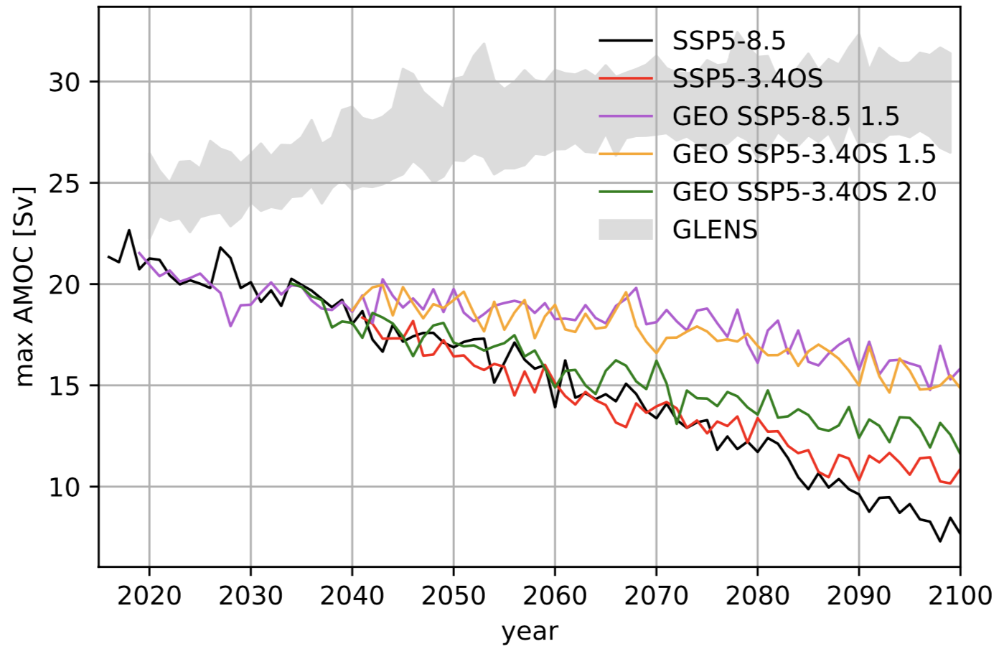 max AMOC [Sv]
30
25
20
15
10
SSP5-8.5
SSP5-3.4OS
GEO SSP5-8.5 1.5
GEO SSP5-3.4OS 1.5
GEO SSP5-3.4OS 2.0
GLENS
2020 2030 2040 2050 2060 2070 2080 2090 2100
year